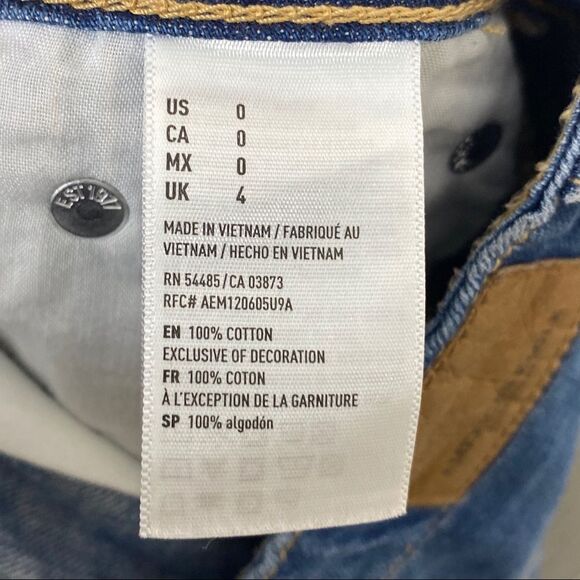 US 0
CA 0
MX 0
UK 4
MADE IN VIETNAM / FABRIQUÉ AU
VIETNAM / HECHO EN VIETNAM
RN 54485/CA 03873
RFC# AEM120605U9A
EN 100% COTTON
EXCLUSIVE OF DECORATION
FR 100% COTON
À L'EXCEPTION DE LA GARNITURE
SP 100% algodón
EST 1977